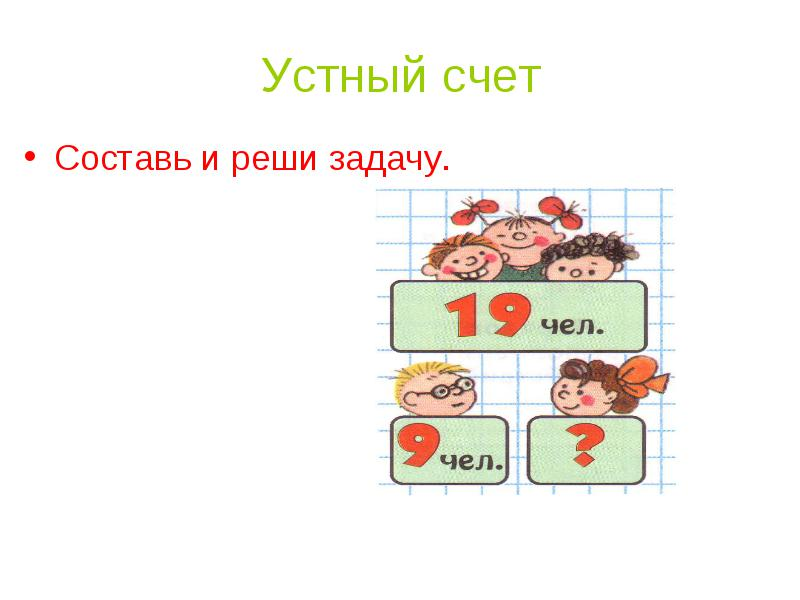 Устный счет
• Составь и реши задачу.
19 чел.
9 чел. ?